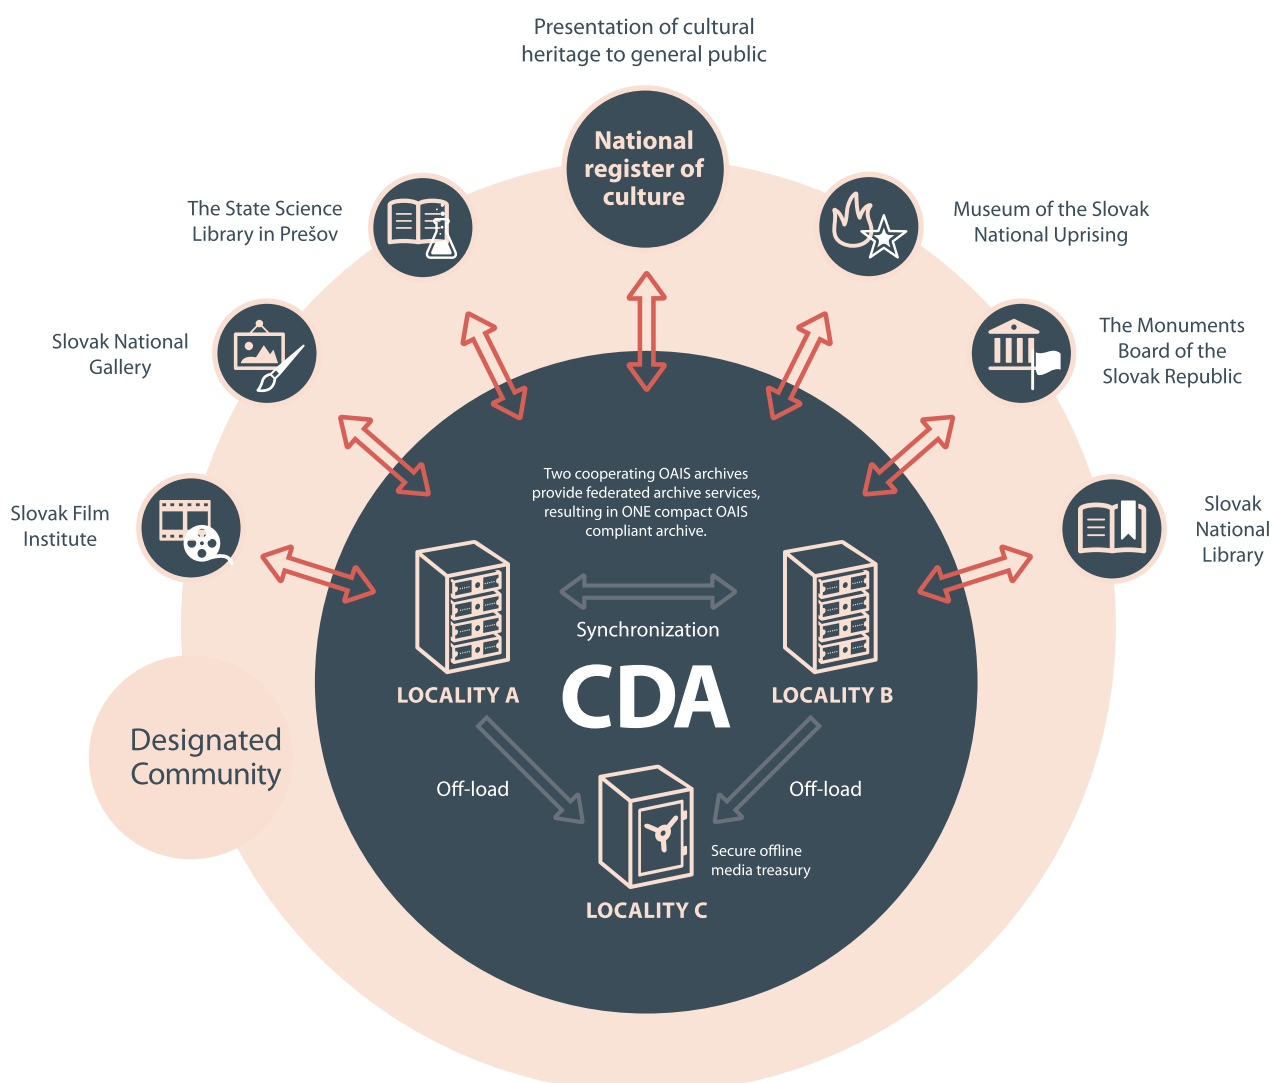 Presentation of cultural
heritage to general public
National
register of
culture
The State Science
Library in Prešov
Museum of the Slovak
National Uprising
Slovak National
Gallery
The Monuments
Board of the
Slovak Republic
Slovak Film
Institute
Slovak
National
Library
Two cooperating OAIS archives
provide federated archive services,
resulting in ONE compact OAIS
compliant archive.
Synchronization
LOCALITY A
CDA
LOCALITY B
Designated
Community
Off-load
Off-load
Secure offline
media treasury
LOCALITY C